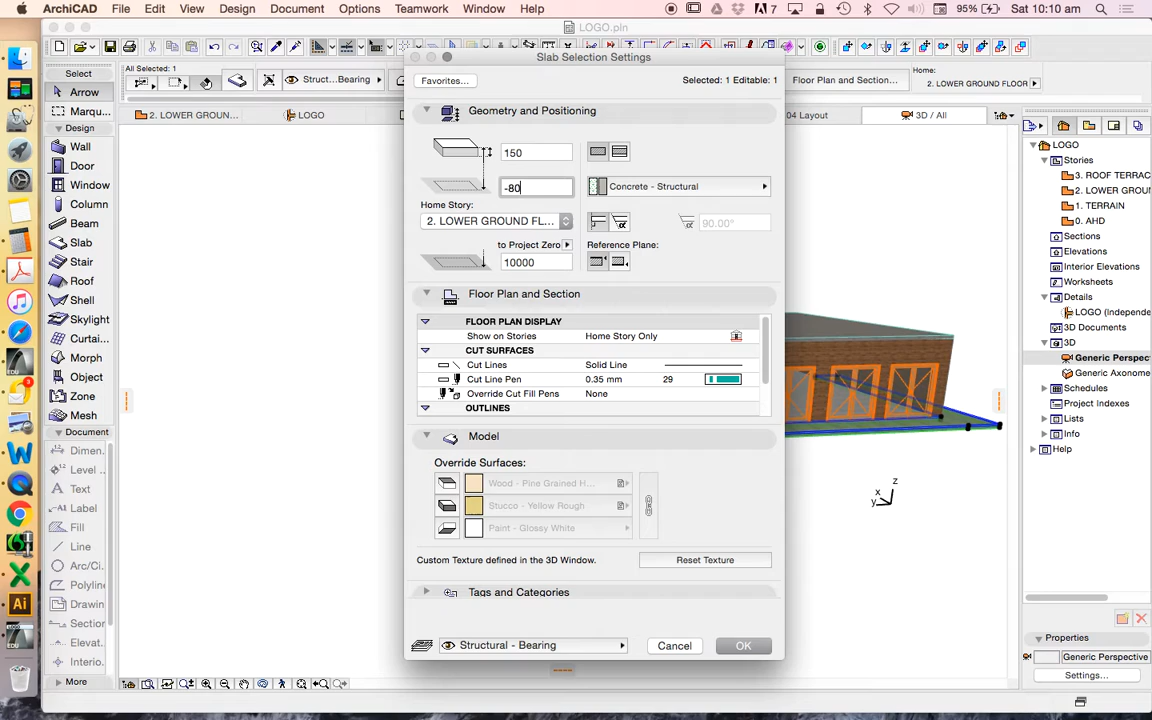 ArchiCAD File Edit View Design Document Options Teamwork Window Help 7 95% Sat 10:10 am
LOGO.pin
Slab Selection Settings
Select
Arrow
Marqu...
Design
Wall
Door
Window
Column
Beam
Slab
Stair
Roof
Shell
Skylight
Curtai...
Morph
Object
Zone
Mesh
Document
Dimen...
Level ...
Text
Label
Fill
Line
Arc/Ci...
Polyline
Drawin
Section
Elevat...
Interio...
More
All Selected: 1
Struct...Bearing
2. LOWER GROUN...
LOGO
Favorites...
Selected: 1 Editable: 1
Geometry and Positioning
150
-80
Concrete - Structural
Home Story:
2. LOWER GROUND FL...
90.00°
to Project Zero
Reference Plane:
10000
Floor Plan and Section
FLOOR PLAN DISPLAY
Show on Stories Home Story Only
CUT SURFACES
Cut Lines Solid Line
Cut Line Pen 0.35 mm 29
Override Cut Fill Pens None
OUTLINES
Model
Override Surfaces:
Wood - Pine Grained H...
Stucco - Yellow Rough
Paint - Glossy White
Custom Texture defined in the 3D Window.
Reset Texture
Tags and Categories
Structural - Bearing
Cancel
OK
Floor Plan and Section...
Home:
2. LOWER GROUND FLOOR
04 Layout
3D / All
z
x
y
LOGO
Stories
3. ROOF TERRAC
2. LOWER GROUN
1. TERRAIN
0. AHD
Sections
Elevations
Interior Elevations
Worksheets
Details
LOGO (Independe
3D Documents
3D
Generic Perspec
Generic Axonome
Schedules
Project Indexes
Lists
Info
Help
Properties
Generic Perspective
Settings...
EDU
EDU
W
X
Ai
3